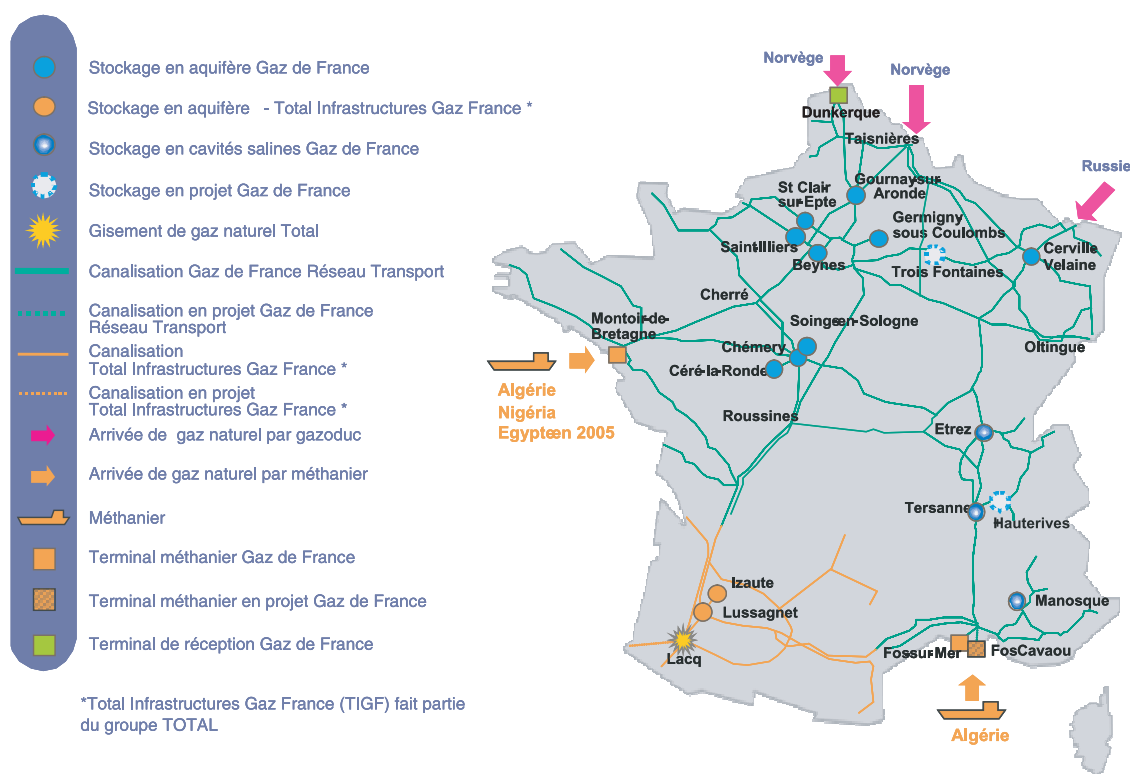 Stockage en aquifère Gaz de France
Stockage en aquifère - Total Infrastructures Gaz France *
Stockage en cavités salines Gaz de France
Stockage en projet Gaz de France
Gisement de gaz naturel Total
Canalisation Gaz de France Réseau Transport
Canalisation en projet Gaz de France
Réseau Transport
Canalisation
Total Infrastructures Gaz France *
Canalisation en projet
Total Infrastructures Gaz France *
Arrivée de gaz naturel par gazoduc
Arrivée de gaz naturel par méthanier
Méthanier
Terminal méthanier Gaz de France
Terminal méthanier en projet Gaz de France
Terminal de réception Gaz de France
*Total Infrastructures Gaz France (TIGF) fait partie
du groupe TOTAL
Norvège
Norvège
Dunkerque
Taisnières
Russie
Gournay-sur-
Aronde
St Clair
sur-Epte
Germigny
sous Coulombs
Saint-Illiers
Beynes
Trois Fontaines
Cerville
Velaine
Cherré
Montoir-de-
Bretagne
Soings-en-Sologne
Chémery
Oltingue
Céré-la-Ronde
Algérie
Nigéria
Egypte en 2005
Roussines
Etrez
Tersanne
Hauterives
Izaute
Lussagnet
Manosque
Lacq
Fos-sur-Mer
FosCavaou
Algérie